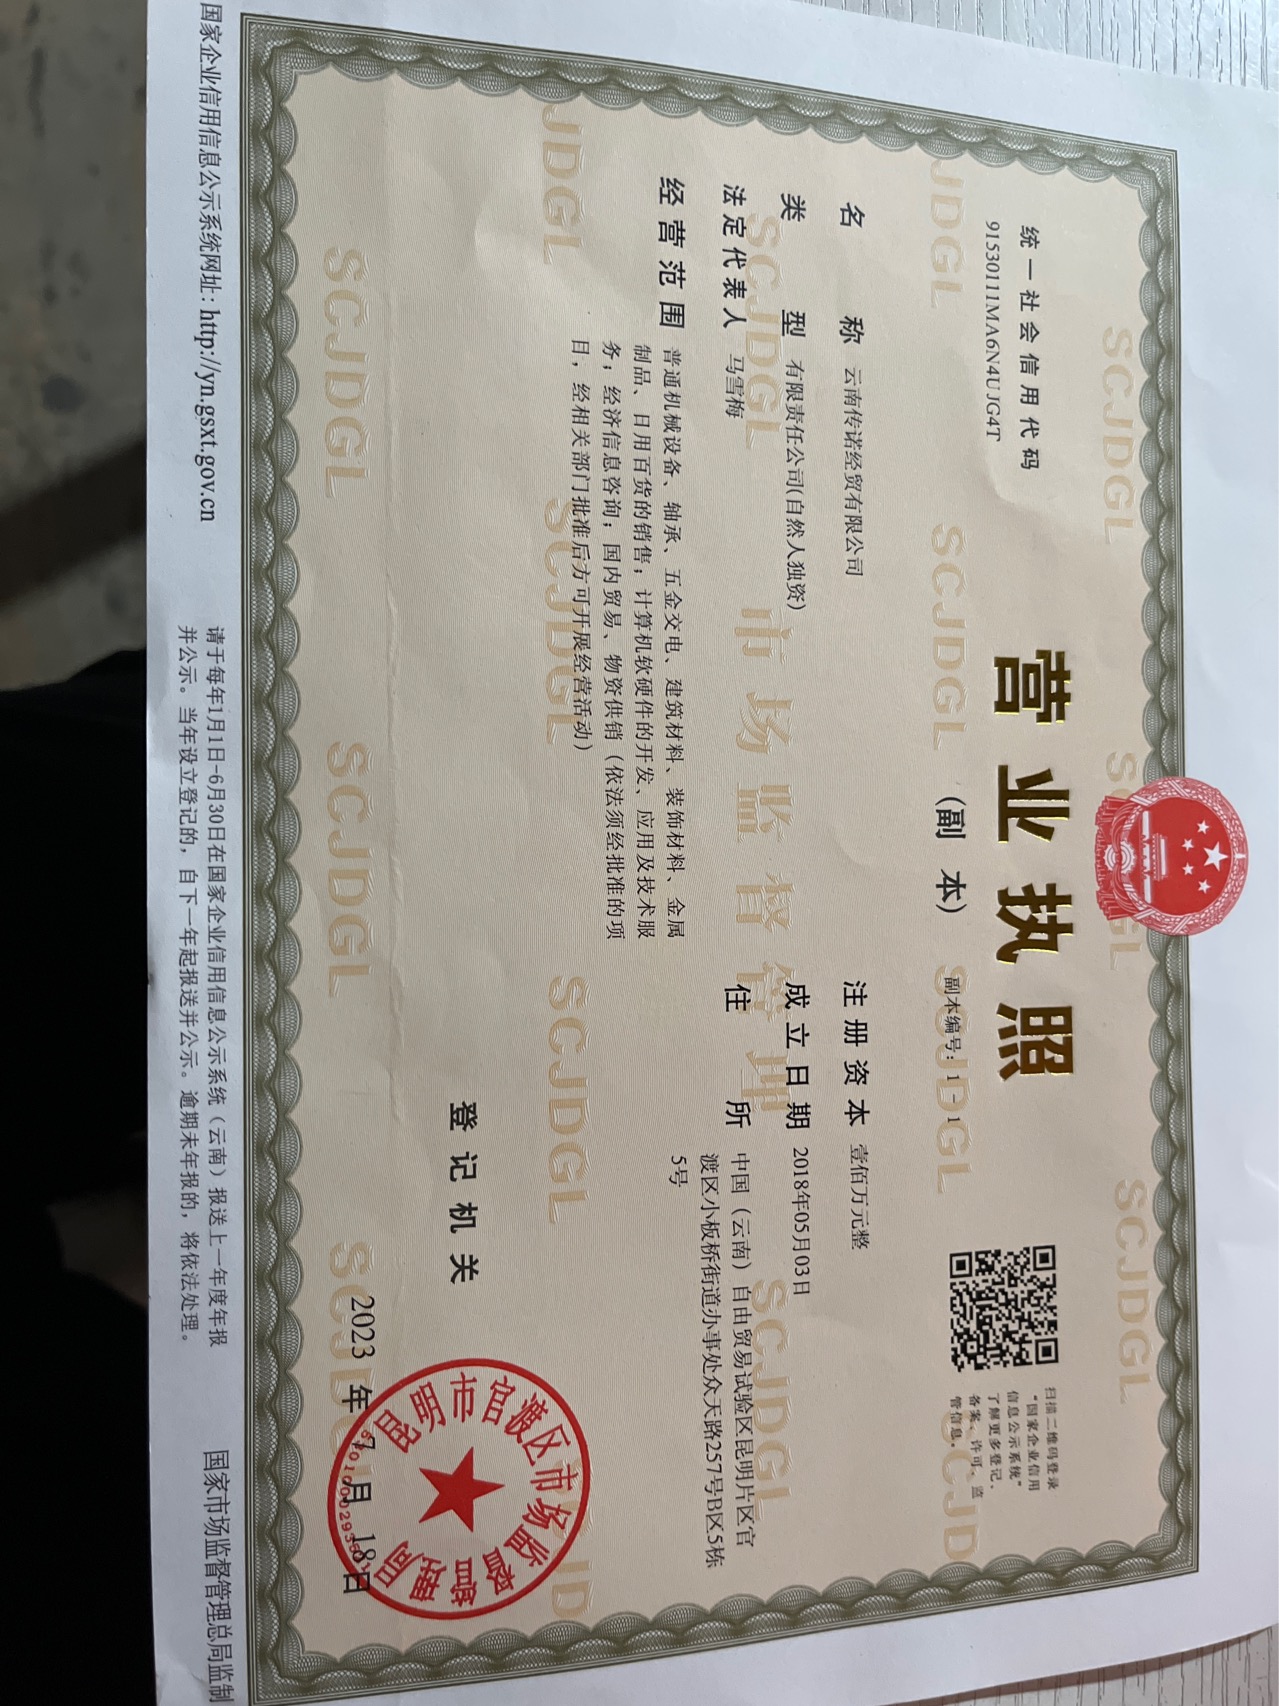 统一社会信用代码
91530111MA6N4UJG4T
营业执照
(副本)
副本编号：1-1
扫描二维码登录
“国家企业信用
信息公示系统”
了解更多登记、
备案、许可、监
管信息。
名称 云南传诺经贸有限公司
类型 有限责任公司(自然人独资)
法定代表人 马雪梅
经营范围 普通机械设备、轴承、五金交电、建筑材料、装饰材料、金属
制品、日用百货的销售；计算机软硬件的开发、应用及技术服
务；经济信息咨询；国内贸易、物资供销（依法须经批准的项
目，经相关部门批准后方可开展经营活动）
注册资本 壹佰万元整
成立日期 2018年05月03日
住所 中国（云南）自由贸易试验区昆明片区官
渡区小板桥街道办事处众天路257号B区5栋
5号
登记机关
昆明市官渡区市场监督管理局
2023年7月18日
SCJDGL
市场监督管理
国家企业信用信息公示系统网址：http://yn.gsxt.gov.cn
请于每年1月1日-6月30日在国家企业信用信息公示系统（云南）报送上一年度年报
并公示。当年设立登记的，自下一年起报送并公示。逾期未年报的，将依法处理。
国家市场监督管理总局监制